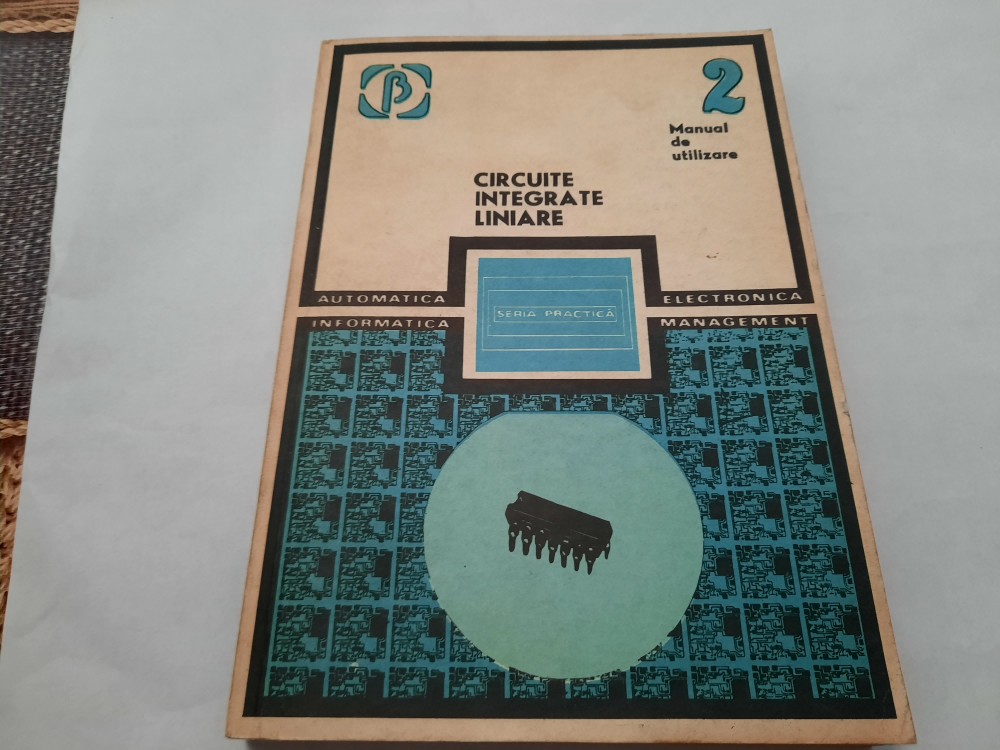 β
2
Manual
de
utilizare
CIRCUITE
INTEGRATE
LINIARE
AUTOMATICA
ELECTRONICA
SERIA PRACTICĂ
INFORMATICA
MANAGEMENT